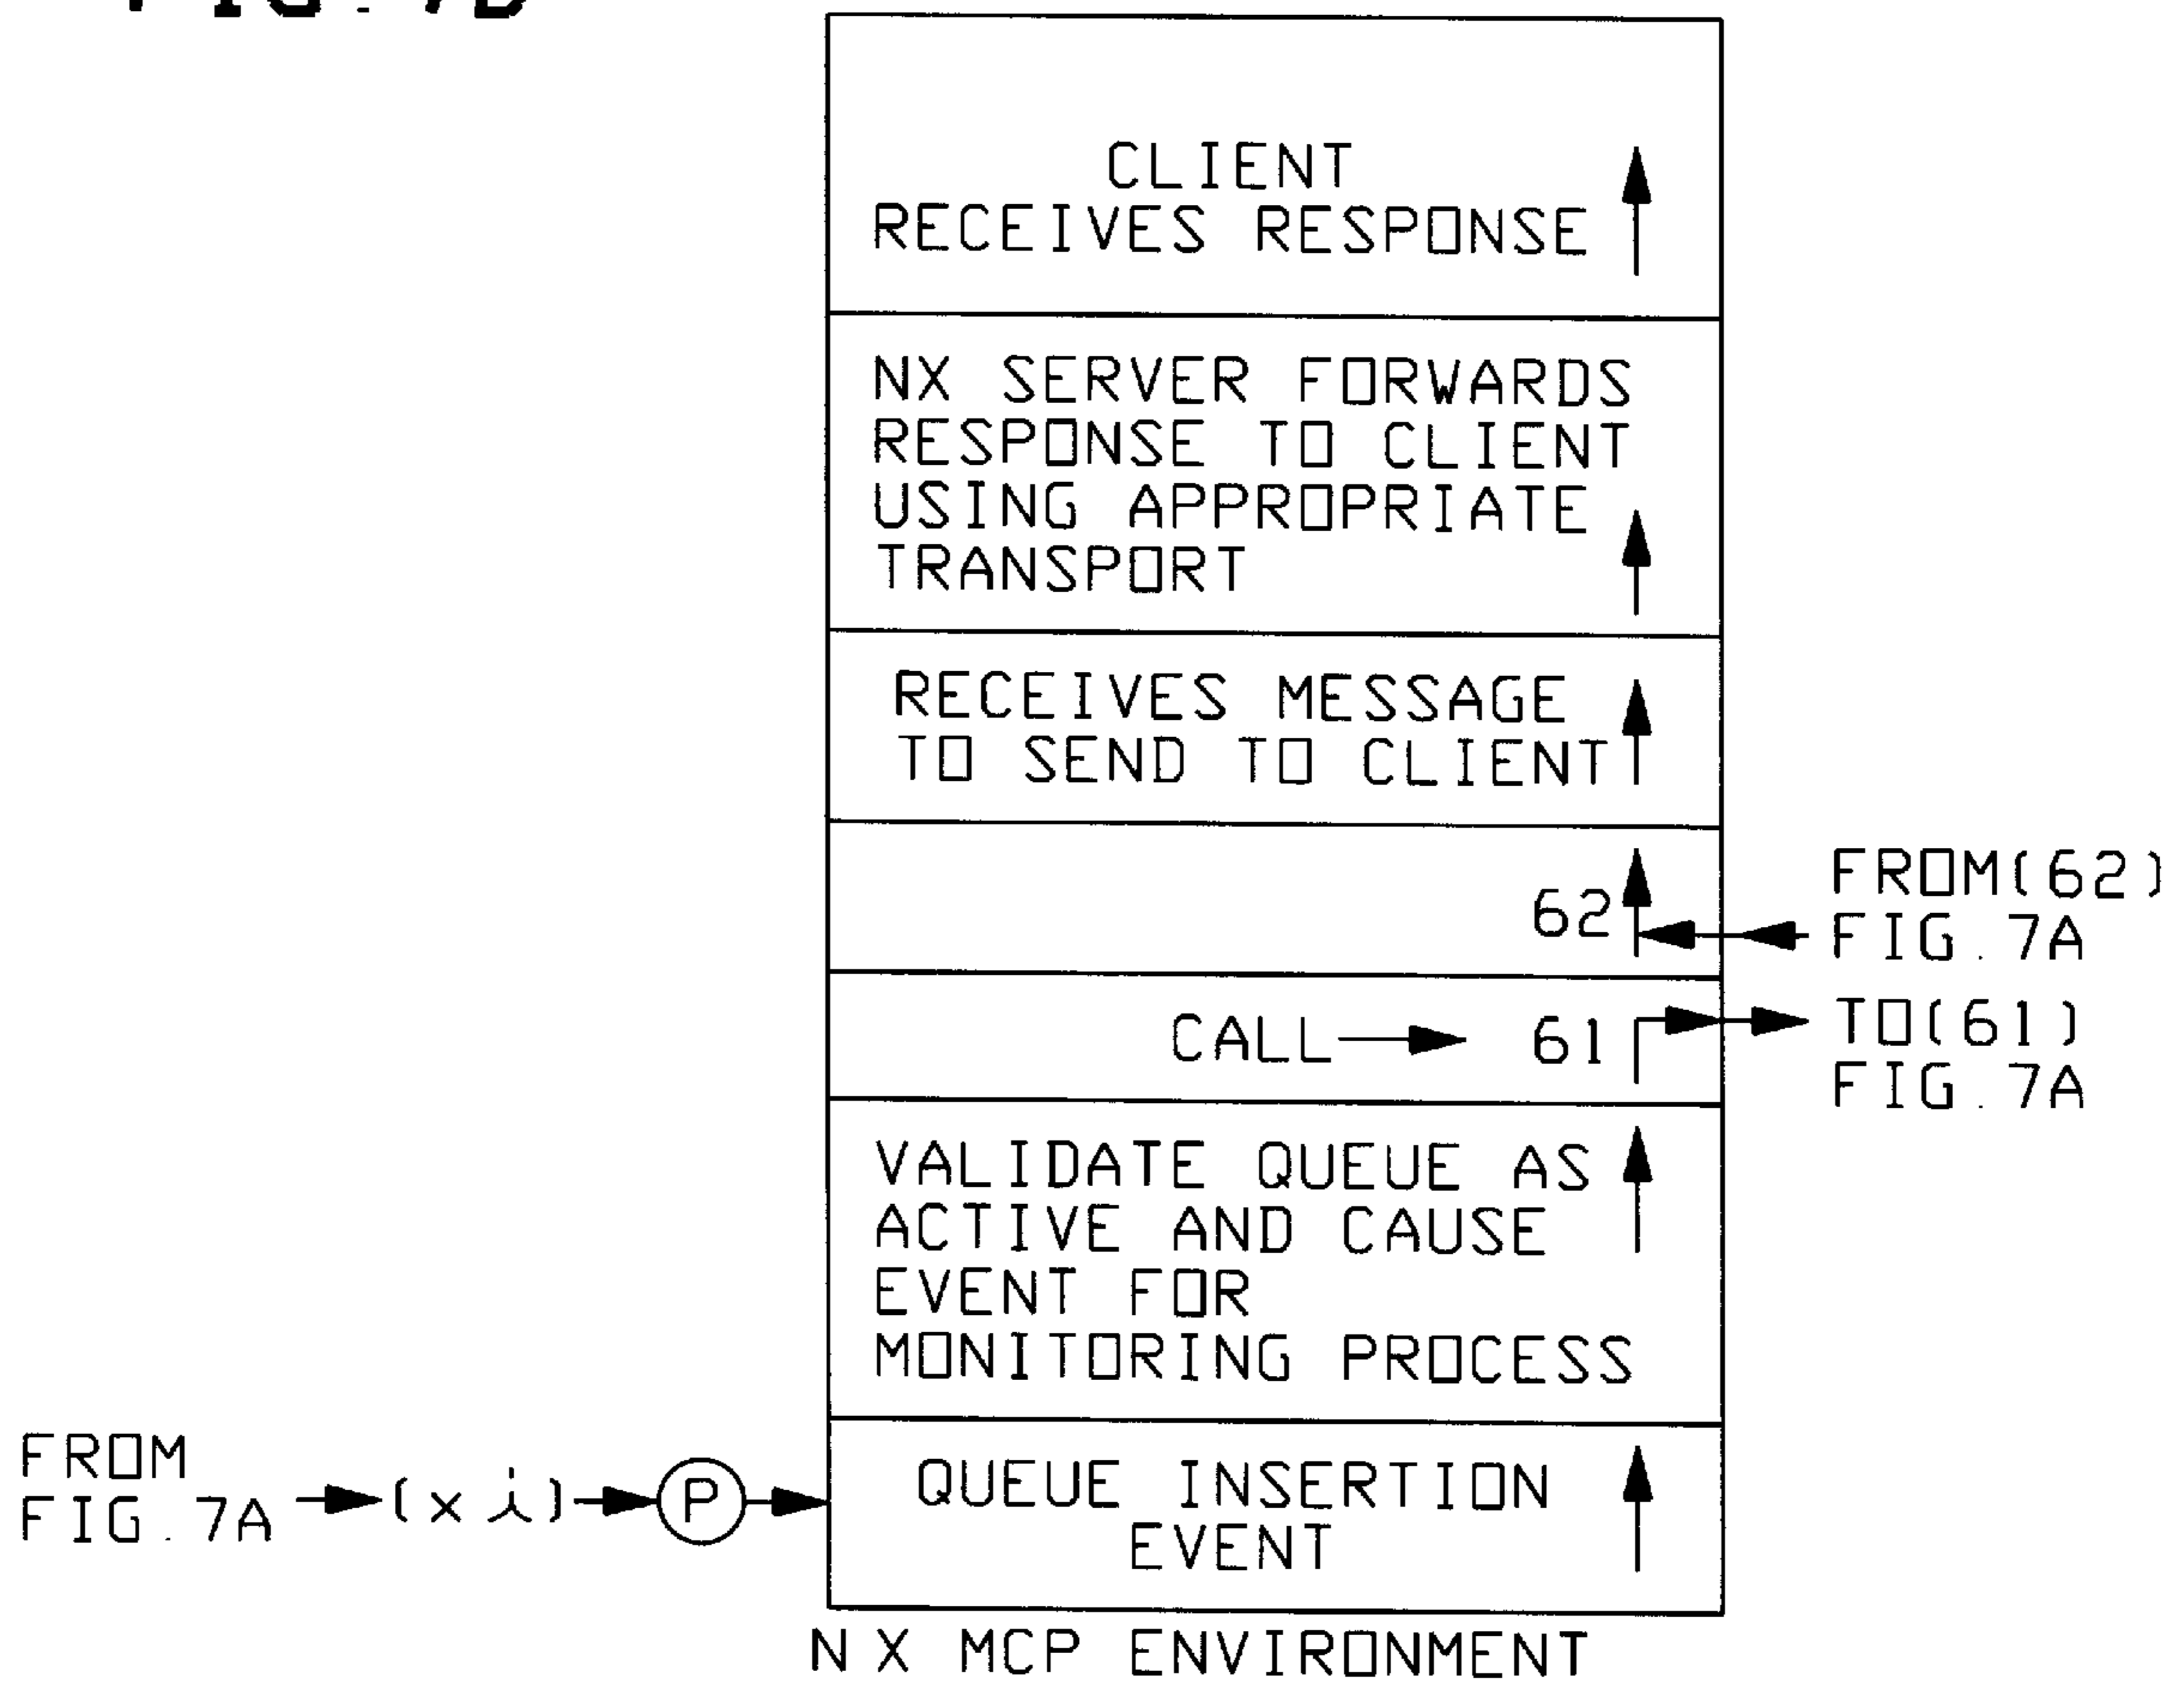 CLIENT
RECEIVES RESPONSE
NX SERVER FORWARDS
RESPONSE TO CLIENT
USING APPROPRIATE
TRANSPORT
RECEIVES MESSAGE
TO SEND TO CLIENT
62
FROM(62)
FIG.7A
CALL
61
TO(61)
FIG.7A
VALIDATE QUEUE AS
ACTIVE AND CAUSE
EVENT FOR
MONITORING PROCESS
FROM
FIG.7A
(xi)
P
QUEUE INSERTION
EVENT
NX MCP ENVIRONMENT